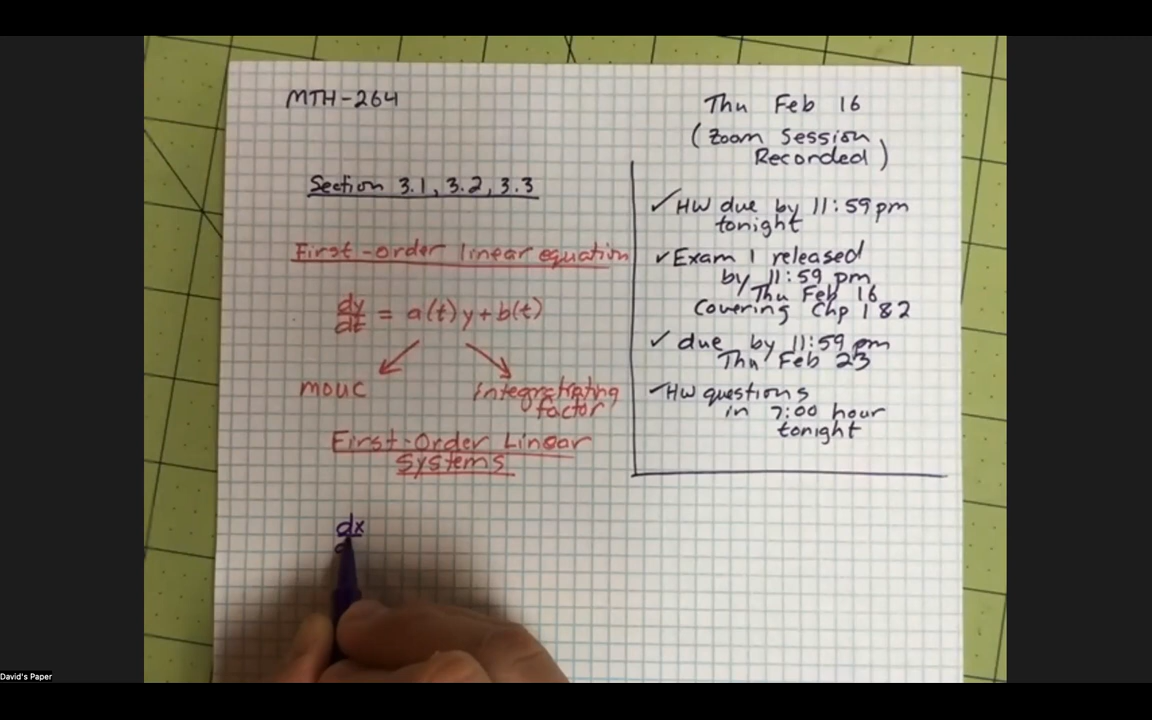 MTH-264
Thu Feb 16
(Zoom Session
Recorded)
Section 3.1, 3.2, 3.3
First-order linear equation
dy/dt = a(t)y+b(t)
mouc
First-Order Linear
Systems
dx
d
✓HW due by 11:59pm
tonight
✓Exam 1 released
by 11:59 pm
Thu Feb 16
Covering Chp 1&2
✓ due by 11:59 pm
Thu Feb 23
✓HW questions
in 7:00 hour
tonight
factor
David's Paper